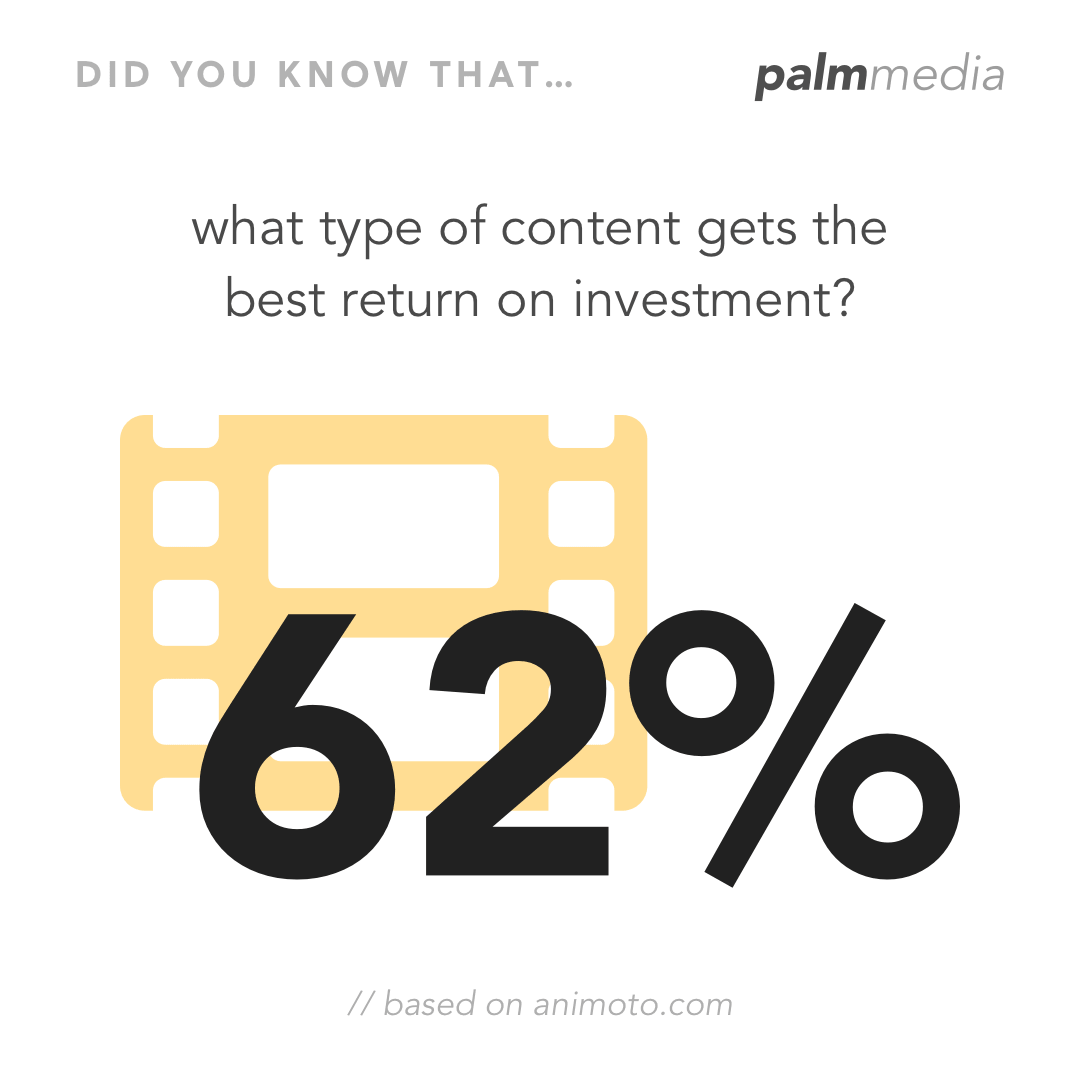 DID YOU KNOW THAT…
palmmedia
what type of content gets the
best return on investment?
62%
// based on animoto.com